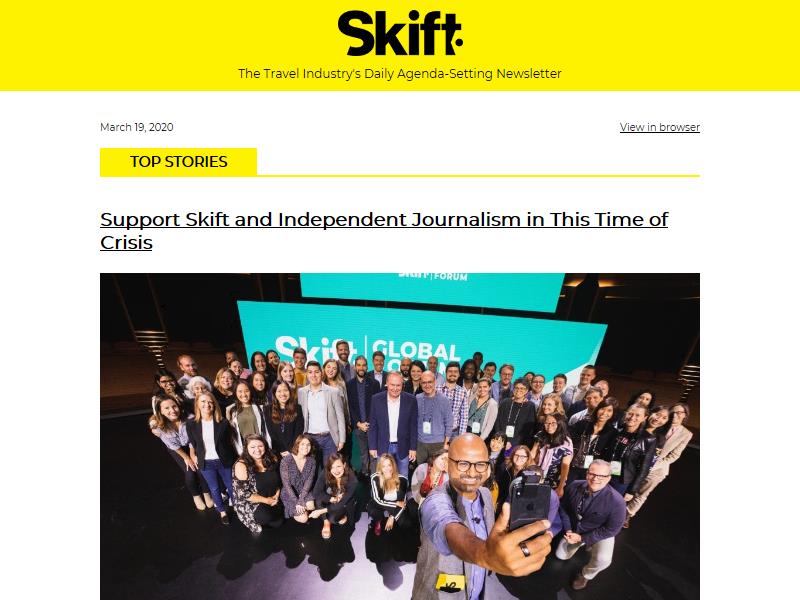 Skift
The Travel Industry's Daily Agenda-Setting Newsletter
March 19, 2020
View in browser
TOP STORIES
Support Skift and Independent Journalism in This Time of
Crisis
Skift FORUM
Skift GLOBAL